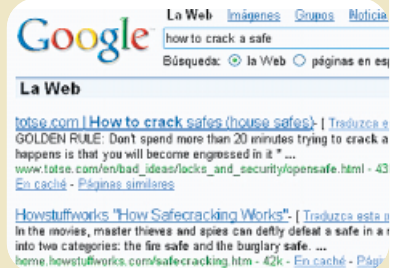 La Web Imágenes Grupos Noticia
Google
how to crack a safe
Búsqueda: la Web páginas en es
La Web
totse.com | How to crack safes (house safes)- [ Traduzca e
GOLDEN RULE: Don't spend more than 20 minutes trying to crack a
happens is that you will become engrossed in it " ...
www.totse.com/en/bad_ideas/locks_and_security/opensafe.html - 43
En caché - Páginas similares
Howstuffworks "How Safecracking Works"- [ Traduzca esta p
In the movies, master thieves and spies can deftly defeat a safe in a
into two categories: the fire safe and the burglary safe. ...
home.howstuffworks.com/safecracking.htm - 42k - En caché - Pági